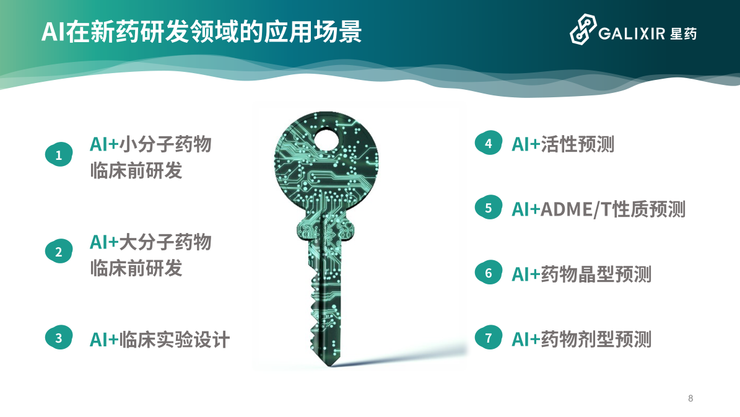 AI在新药研发领域的应用场景
GALIXIR 星药
1
AI+小分子药物
临床前研发
2
AI+大分子药物
临床前研发
3
AI+临床实验设计
4
AI+活性预测
5
AI+ADME/T性质预测
6
AI+药物晶型预测
7
AI+药物剂型预测
8